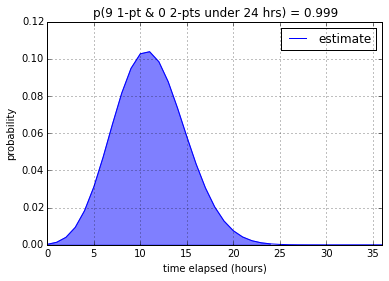 p(9 1-pt & 0 2-pts under 24 hrs) = 0.999
estimate
0.12
0.10
0.08
0.06
0.04
0.02
0.00
probability
0 5 10 15 20 25 30 35
time elapsed (hours)